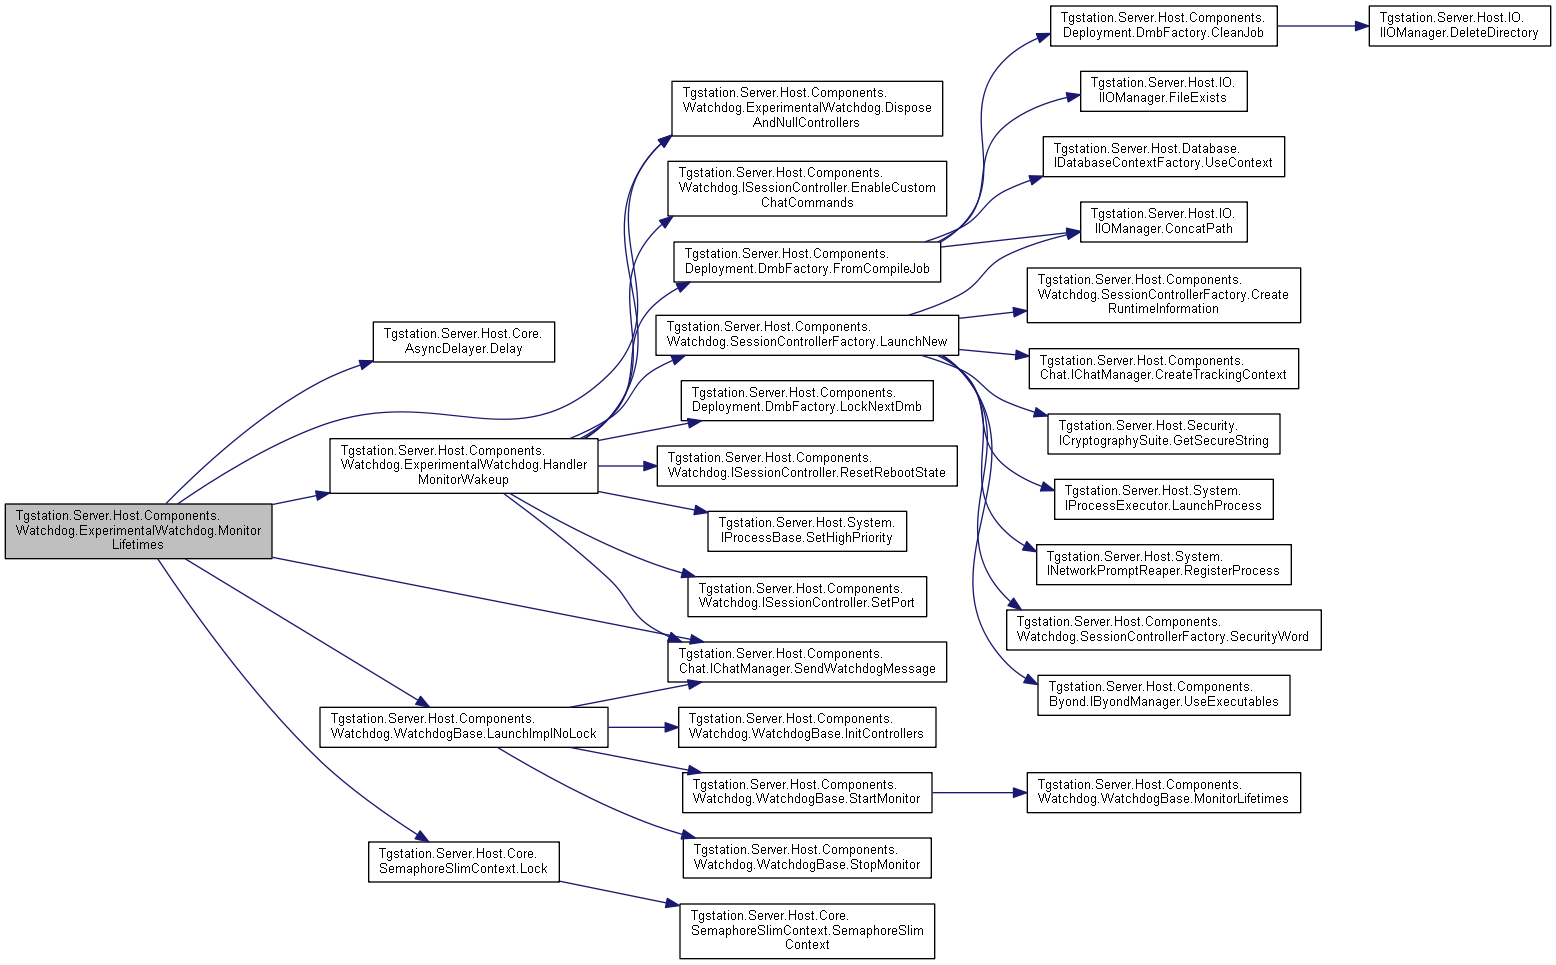 Tgstation.Server.Host.Components.
Watchdog.ExperimentalWatchdog.Monitor
Lifetimes
Tgstation.Server.Host.Core.
AsyncDelayer.Delay
Tgstation.Server.Host.Components.
Watchdog.ExperimentalWatchdog.Handler
MonitorWakeup
Tgstation.Server.Host.Components.
Watchdog.WatchdogBase.LaunchImplNoLock
Tgstation.Server.Host.Core.
SemaphoreSlimContext.Lock
Tgstation.Server.Host.Components.
Watchdog.ExperimentalWatchdog.Dispose
AndNullControllers
Tgstation.Server.Host.Components.
Watchdog.ISessionController.EnableCustom
ChatCommands
Tgstation.Server.Host.Components.
Deployment.DmbFactory.FromCompileJob
Tgstation.Server.Host.Components.
Watchdog.SessionControllerFactory.LaunchNew
Tgstation.Server.Host.Components.
Deployment.DmbFactory.LockNextDmb
Tgstation.Server.Host.Components.
Watchdog.ISessionController.ResetRebootState
Tgstation.Server.Host.System.
IProcessBase.SetHighPriority
Tgstation.Server.Host.Components.
Watchdog.ISessionController.SetPort
Tgstation.Server.Host.Components.
Chat.IChatManager.SendWatchdogMessage
Tgstation.Server.Host.Components.
Watchdog.WatchdogBase.InitControllers
Tgstation.Server.Host.Components.
Watchdog.WatchdogBase.StartMonitor
Tgstation.Server.Host.Components.
Watchdog.WatchdogBase.StopMonitor
Tgstation.Server.Host.Core.
SemaphoreSlimContext.SemaphoreSlim
Context
Tgstation.Server.Host.Components.
Deployment.DmbFactory.CleanJob
Tgstation.Server.Host.IO.
IIOManager.FileExists
Tgstation.Server.Host.Database.
IDatabaseContextFactory.UseContext
Tgstation.Server.Host.IO.
IIOManager.ConcatPath
Tgstation.Server.Host.Components.
Watchdog.SessionControllerFactory.Create
RuntimeInformation
Tgstation.Server.Host.Components.
Chat.IChatManager.CreateTrackingContext
Tgstation.Server.Host.Security.
ICryptographySuite.GetSecureString
Tgstation.Server.Host.System.
IProcessExecutor.LaunchProcess
Tgstation.Server.Host.System.
INetworkPromptReaper.RegisterProcess
Tgstation.Server.Host.Components.
Watchdog.SessionControllerFactory.SecurityWord
Tgstation.Server.Host.Components.
Byond.IByondManager.UseExecutables
Tgstation.Server.Host.Components.
Watchdog.WatchdogBase.MonitorLifetimes
Tgstation.Server.Host.IO.
IIOManager.DeleteDirectory